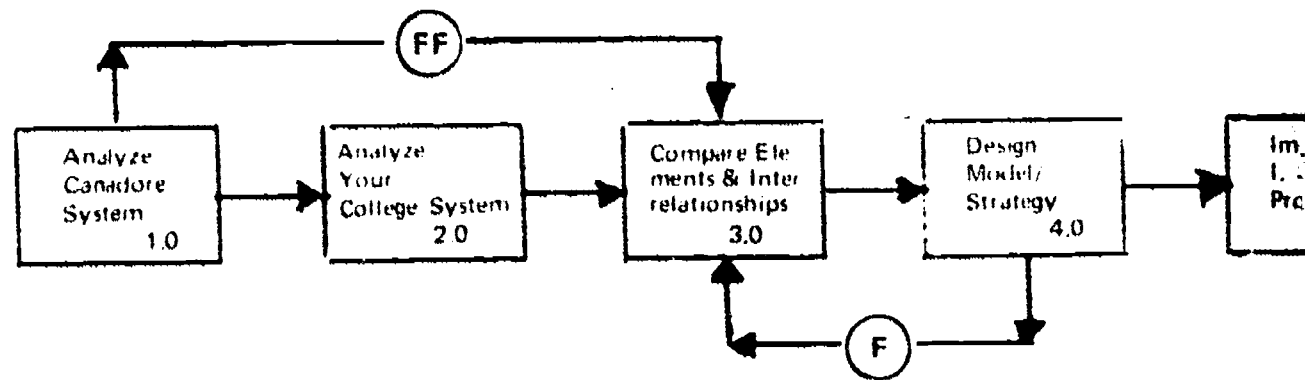 FF
Analyze
Canadore
System
1.0
Analyze
Your
College System
2.0
Compare Ele
ments & Inter
relationships
3.0
Design
Model/
Strategy
4.0
F